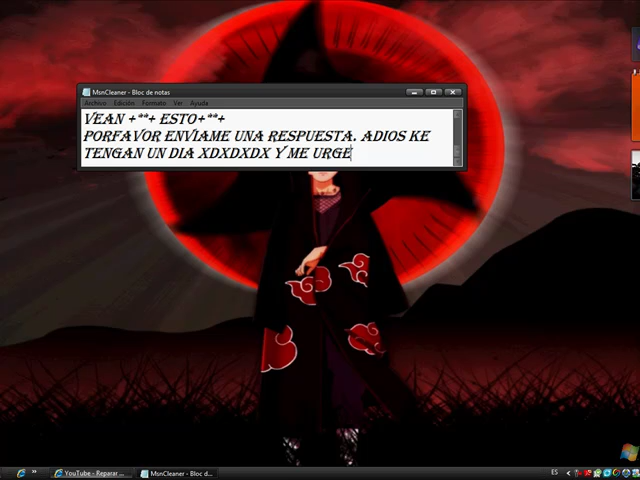 MsnCleaner - Bloc de notas
Archivo Edición Formato Ver Ayuda
VEAN +**+ ESTO+**+
PORFAVOR ENVIAME UNA RESPUESTA. ADIOS KE
TENGAN UN DIA XDXDXDX Y ME URGE
YouTube - Reparar ...
MsnCleaner - Bloc d...
ES